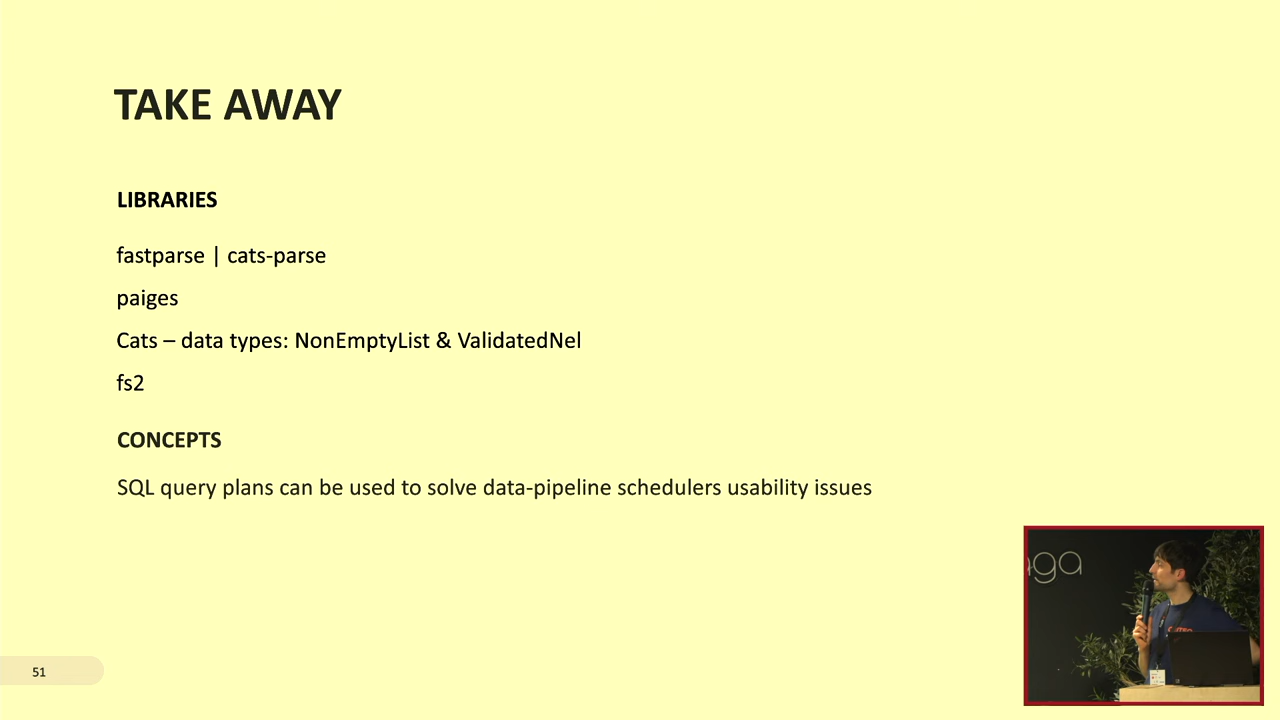 TAKE AWAY
LIBRARIES
fastparse | cats-parse
paiges
Cats – data types: NonEmptyList & ValidatedNel
fs2
CONCEPTS
SQL query plans can be used to solve data-pipeline schedulers usability issues
51